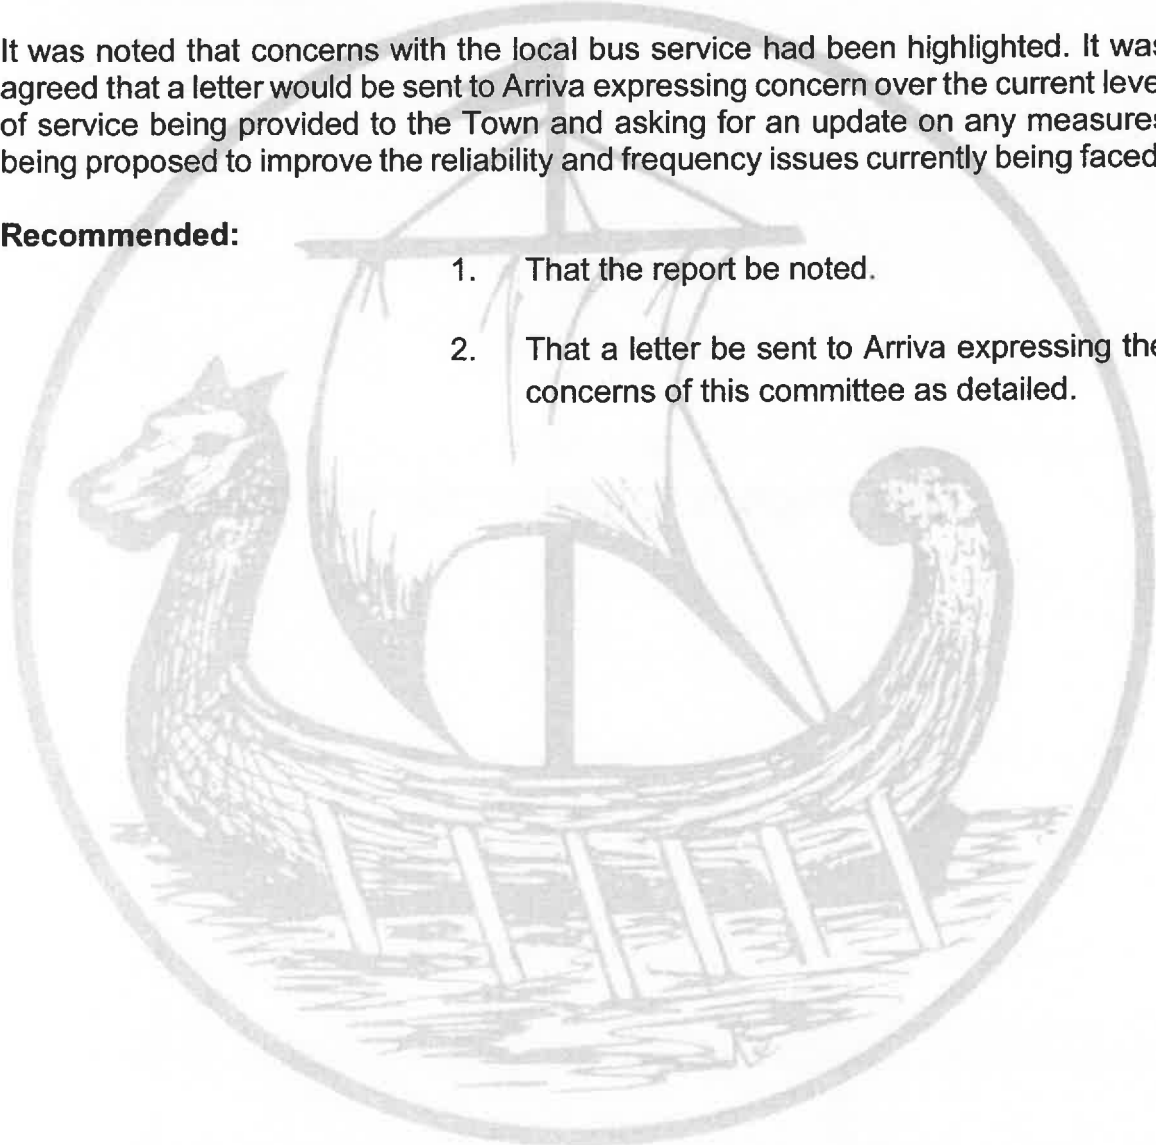 It was noted that concerns with the local bus service had been highlighted. It was
agreed that a letter would be sent to Arriva expressing concern over the current leve
of service being provided to the Town and asking for an update on any measures
being proposed to improve the reliability and frequency issues currently being faced
Recommended:
1. That the report be noted.
2. That a letter be sent to Arriva expressing the
concerns of this committee as detailed.